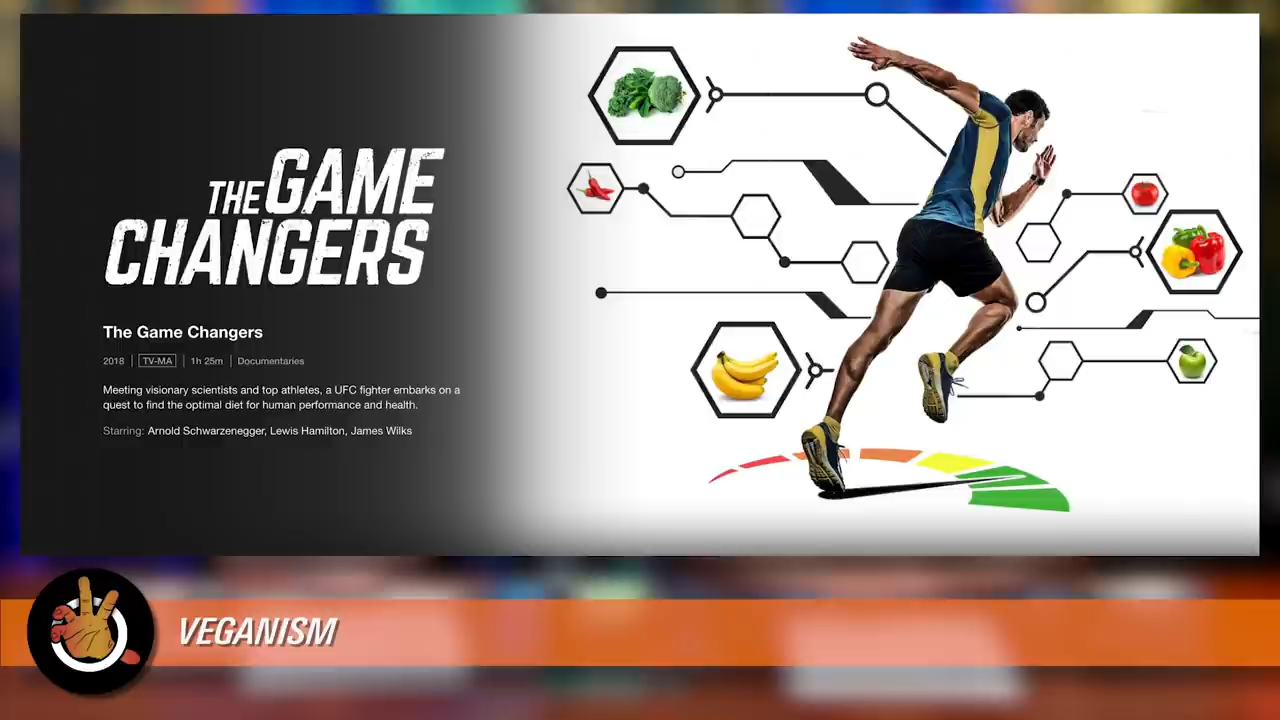 THE GAME
CHANGERS
The Game Changers
2018 | TV-MA | 1h 25m | Documentaries
Meeting visionary scientists and top athletes, a UFC fighter embarks on a
quest to find the optimal diet for human performance and health.
Starring: Arnold Schwarzenegger, Lewis Hamilton, James Wilks
VEGANISM